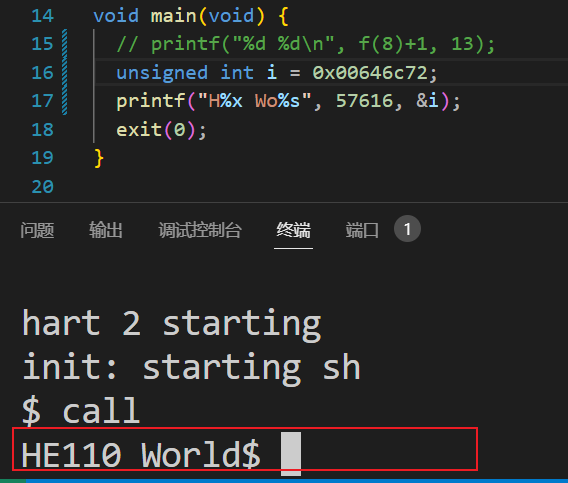 14 void main(void) {
15 // printf("%d %d\n", f(8)+1, 13);
16 unsigned int i = 0x00646c72;
17 printf("H%x Wo%s", 57616, &i);
18 exit(0);
19 }
20
问题 输出 调试控制台 终端 端口 1
hart 2 starting
init: starting sh
$ call
HE110 World$